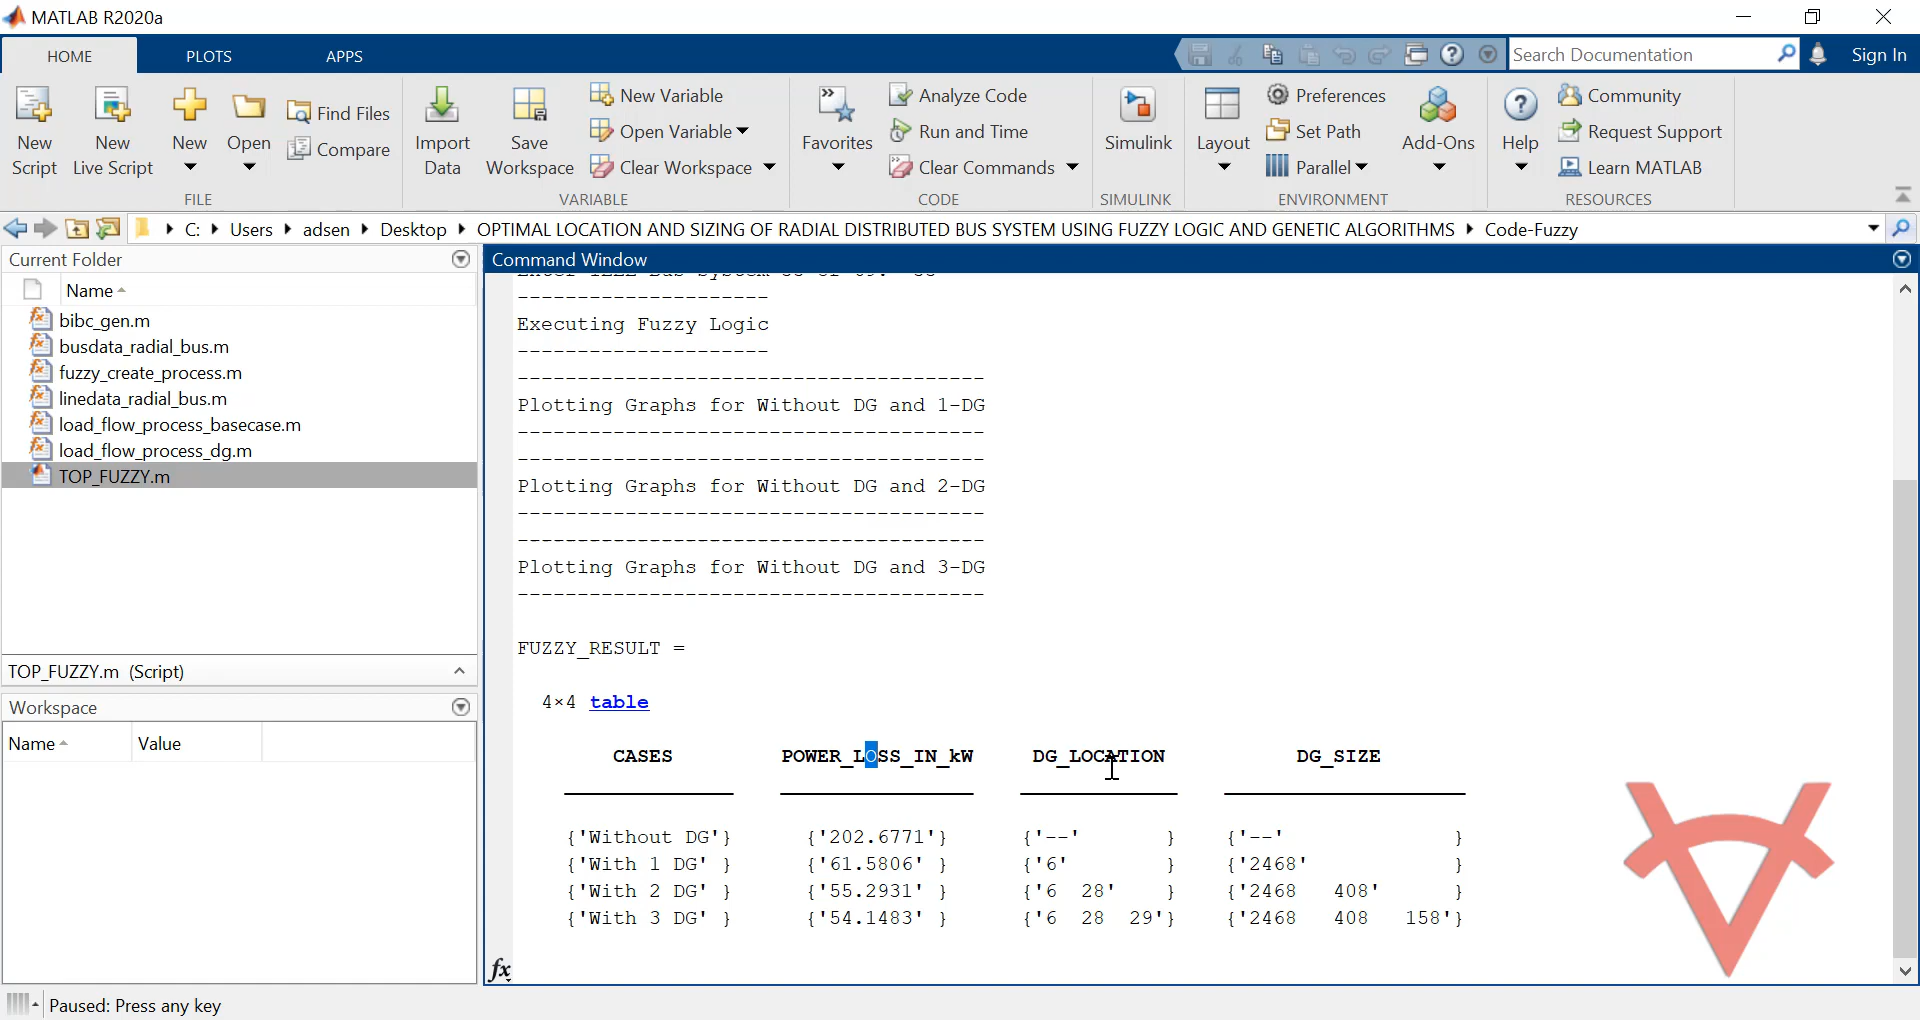 MATLAB R2020a
HOME PLOTS APPS
Search Documentation
Sign In
New Script
New Live Script
New
Open
Find Files
Compare
FILE
Import Data
Save Workspace
New Variable
Open Variable
Clear Workspace
VARIABLE
Favorites
Analyze Code
Run and Time
Clear Commands
CODE
Simulink
SIMULINK
Layout
Preferences
Set Path
Parallel
Add-Ons
ENVIRONMENT
Help
Community
Request Support
Learn MATLAB
RESOURCES
C: Users adsen Desktop OPTIMAL LOCATION AND SIZING OF RADIAL DISTRIBUTED BUS SYSTEM USING FUZZY LOGIC AND GENETIC ALGORITHMS Code-Fuzzy
Current Folder
Name
bibc_gen.m
busdata_radial_bus.m
fuzzy_create_process.m
linedata_radial_bus.m
load_flow_process_basecase.m
load_flow_process_dg.m
TOP_FUZZY.m
TOP_FUZZY.m (Script)
Workspace
Name Value
Command Window
---------------------
Executing Fuzzy Logic
---------------------
---------------------------------------
Plotting Graphs for Without DG and 1-DG
---------------------------------------
---------------------------------------
Plotting Graphs for Without DG and 2-DG
---------------------------------------
---------------------------------------
Plotting Graphs for Without DG and 3-DG
---------------------------------------
FUZZY_RESULT =
4×4 table
CASES POWER_LOSS_IN_kW DG_LOCATION DG_SIZE
{'Without DG'} {'202.6771'} {'--' } {'--' }
{'With 1 DG' } {'61.5806' } {'6' } {'2468' }
{'With 2 DG' } {'55.2931' } {'6 28' } {'2468 408' }
{'With 3 DG' } {'54.1483' } {'6 28 29'} {'2468 408 158'}
fx
Paused: Press any key